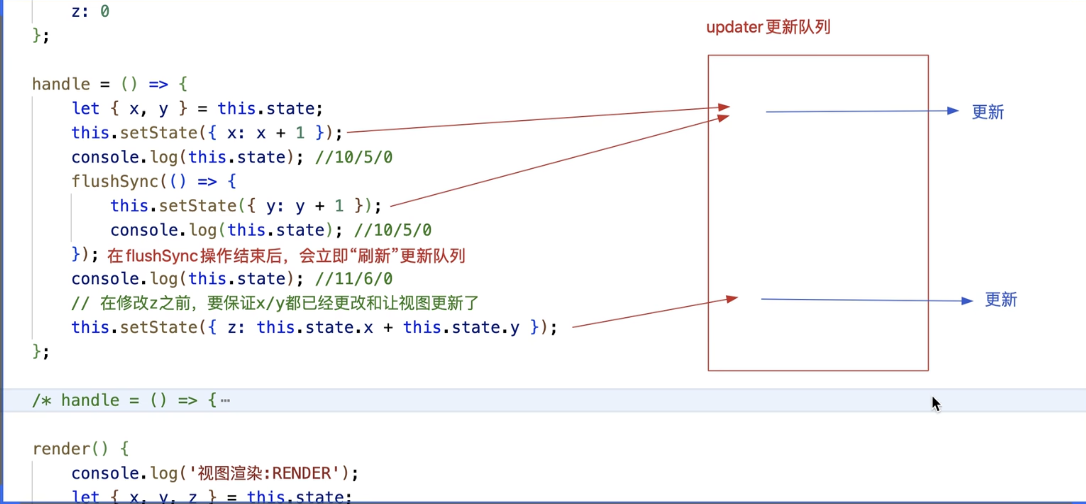 z: 0
updater更新队列
};
handle = () => {
let { x, y } = this.state;
更新
this.setState({ x: x + 1 });
console.log(this.state); //10/5/0
flushSync(() => {
this.setState({ y: y + 1 });
console.log(this.state); //10/5/0
}); 在flushSync操作结束后，会立即“刷新”更新队列
console.log(this.state); //11/6/0
// 在修改z之前，要保证x/y都已经更改和让视图更新了
更新
this.setState({ z: this.state.x + this.state.y });
};
/* handle = () => {⋯
render() {
console.log('视图渲染:RENDER');
let { x, y, z } = this.state;